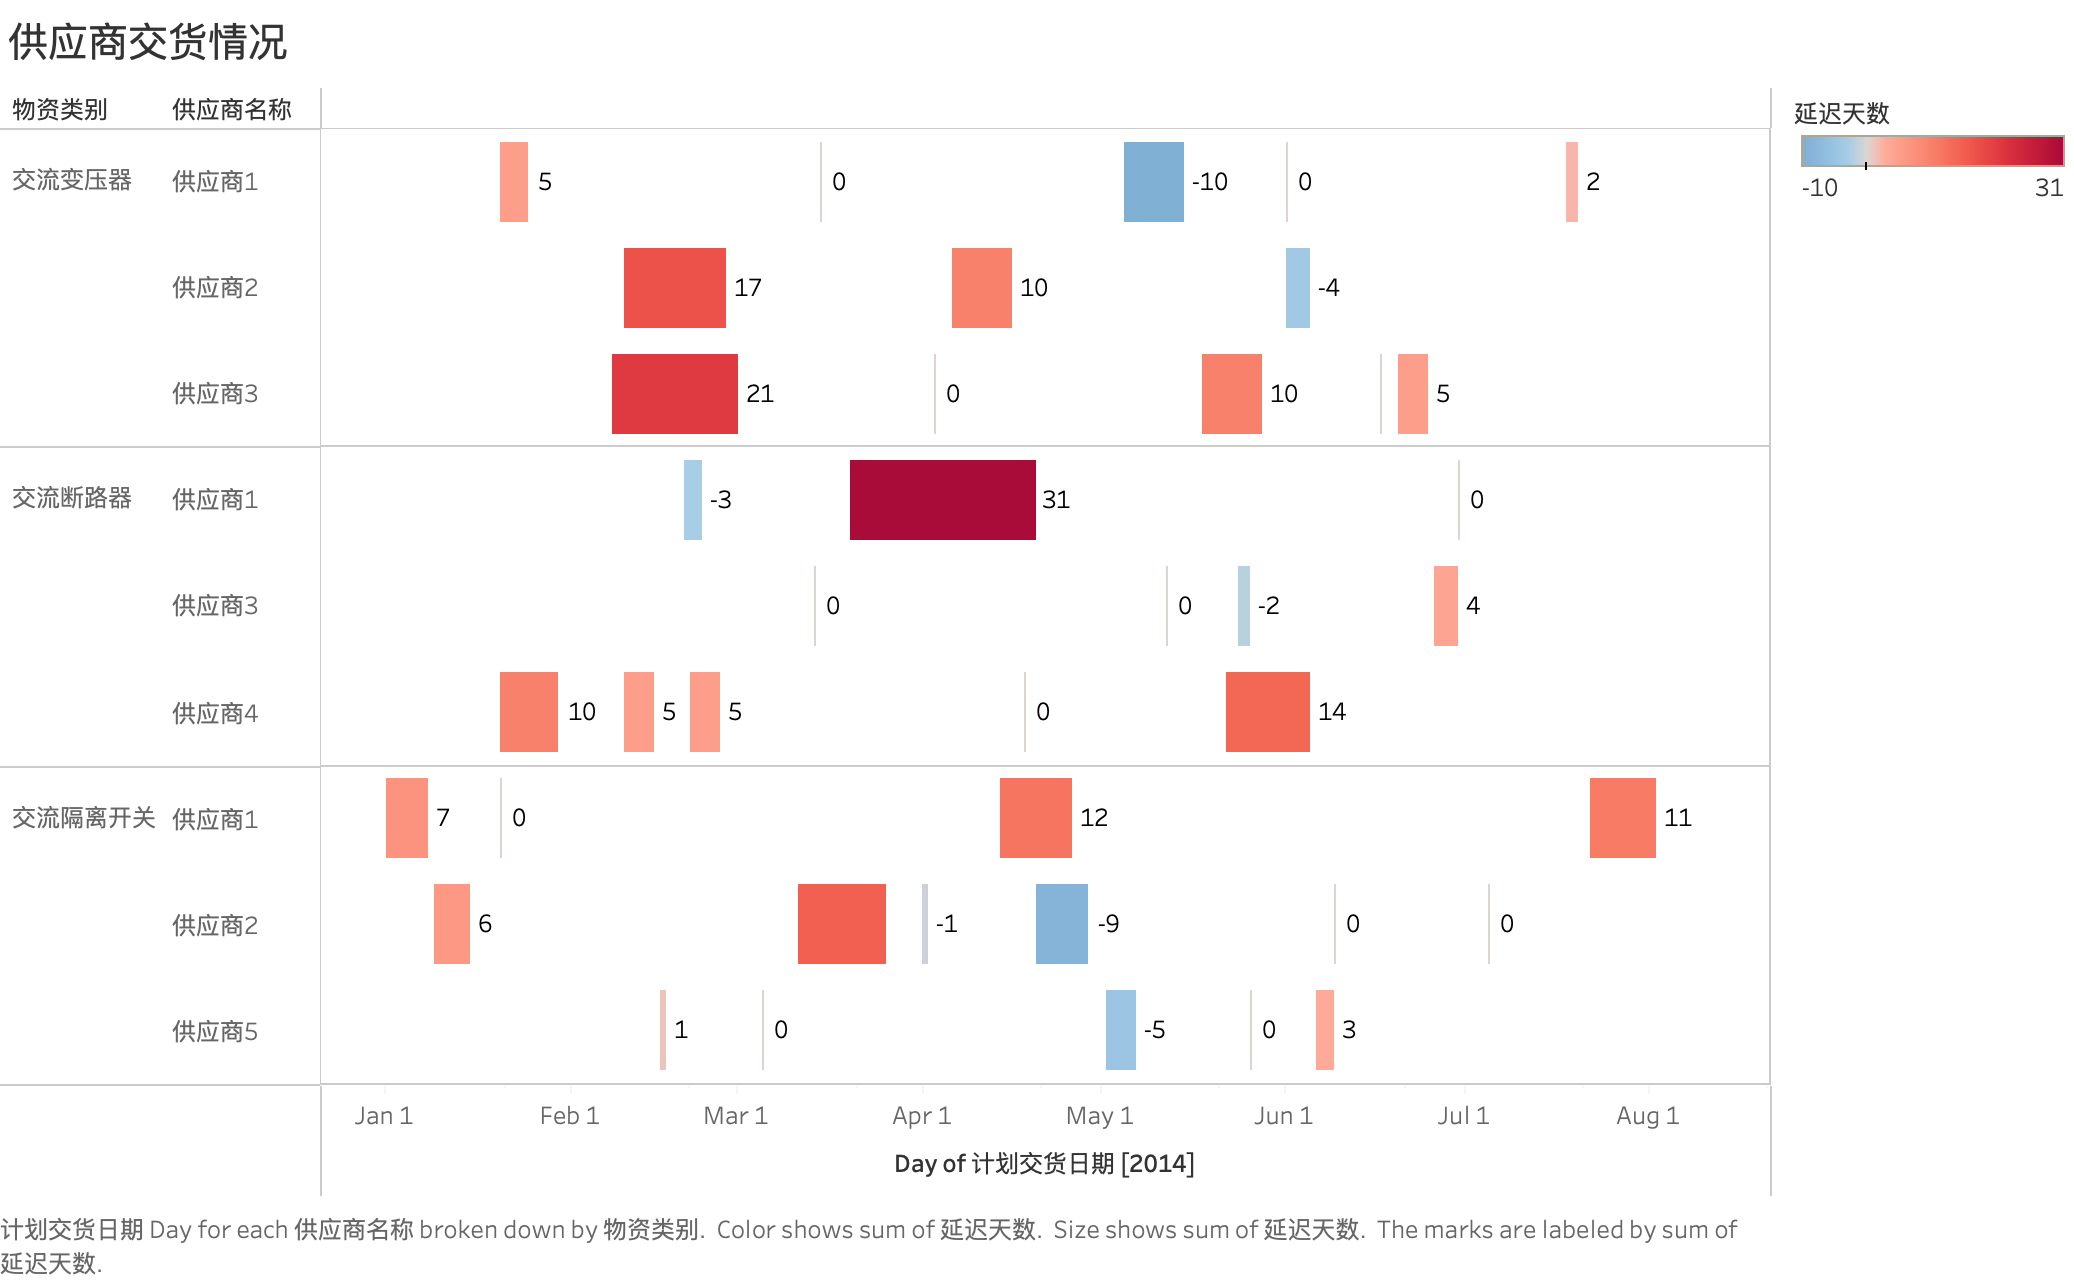 供应商交货情况
物资类别 供应商名称
延迟天数
-10 31
交流变压器 供应商1 5 0 -10 0 2
供应商2 17 10 -4
供应商3 21 0 10 5
交流断路器 供应商1 -3 31 0
供应商3 0 0 -2 4
供应商4 10 5 5 0 14
交流隔离开关 供应商1 7 0 12 11
供应商2 6 -1 -9 0 0
供应商5 1 0 -5 0 3
Jan 1 Feb 1 Mar 1 Apr 1 May 1 Jun 1 Jul 1 Aug 1
Day of 计划交货日期 [2014]
计划交货日期 Day for each 供应商名称 broken down by 物资类别. Color shows sum of 延迟天数. Size shows sum of 延迟天数. The marks are labeled by sum of
延迟天数.